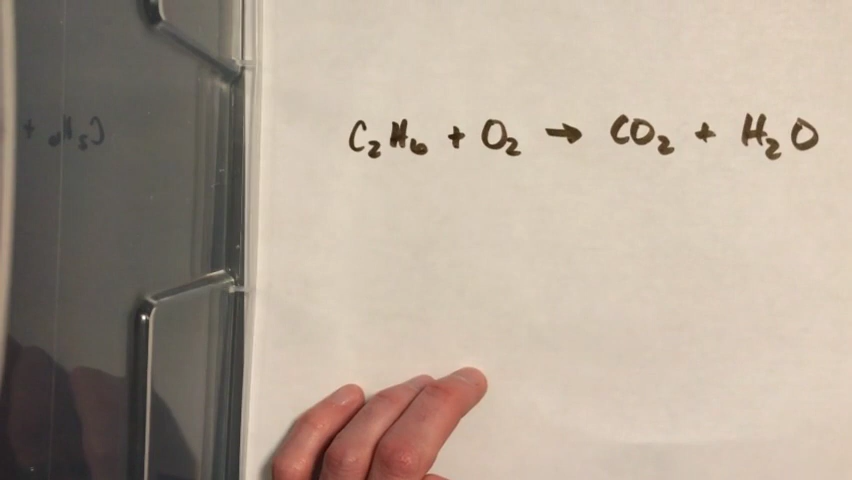 C₂H₆ + O₂ → CO₂ + H₂O